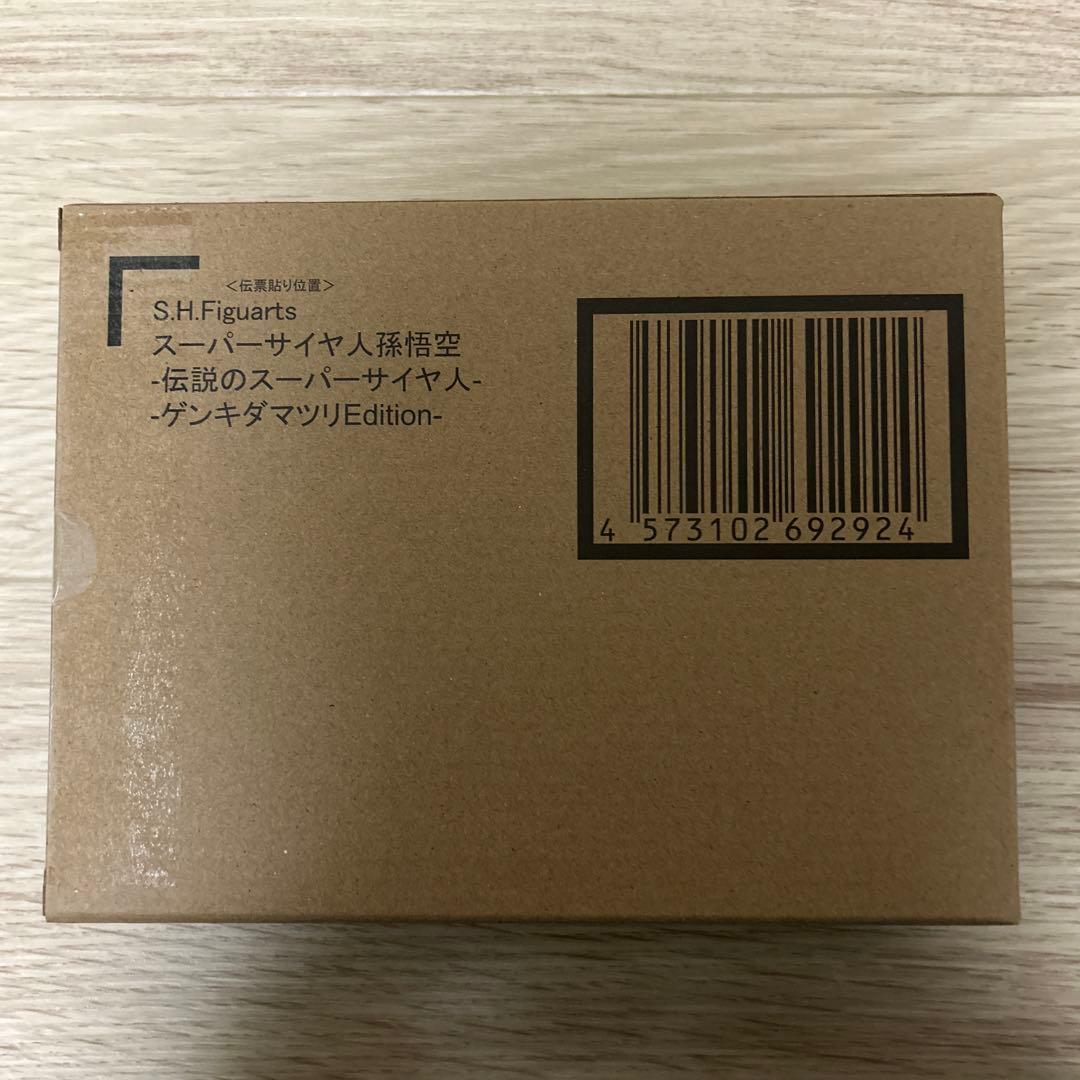 ＜伝票貼り位置＞
S.H.Figuarts
スーパーサイヤ人孫悟空
-伝説のスーパーサイヤ人-
-ゲンキダマツリEdition-
4 573102 692924